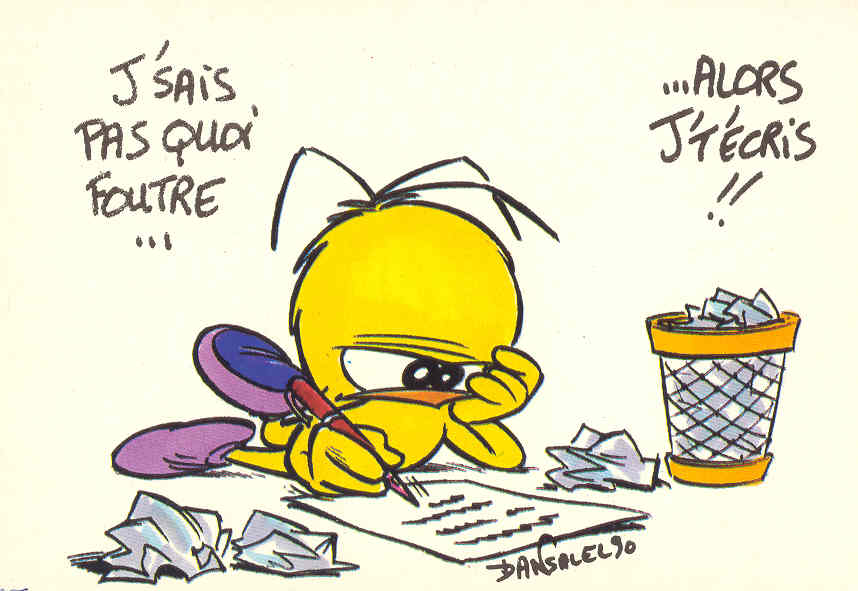 J'SAIS
PAS QUOI
FOUTRE
...
...ALORS
J'T'ÉCRIS
!!
DANSALEL90